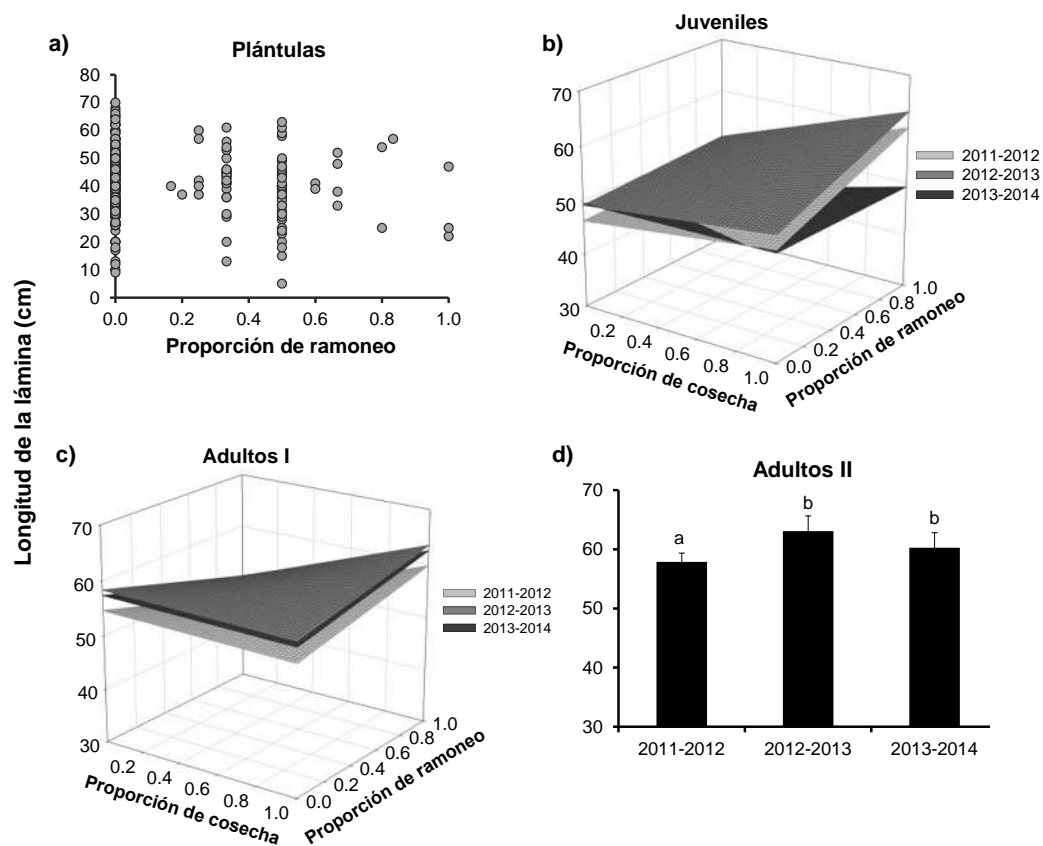 Longitud de la lámina (cm)
a)
Plántulas
80
70
60
50
40
30
20
10
0
0.0 0.2 0.4 0.6 0.8 1.0
Proporción de ramoneo
b)
Juveniles
70
60
50
40
30
0.2 0.4 0.6 0.8 1.0
Proporción de cosecha
0.0 0.2 0.4 0.6 0.8 1.0
Proporción de ramoneo
2011-2012
2012-2013
2013-2014
c)
Adultos I
70
60
50
40
30
0.2 0.4 0.6 0.8 1.0
Proporción de cosecha
0.0 0.2 0.4 0.6 0.8 1.0
Proporción de ramoneo
2011-2012
2012-2013
2013-2014
d)
Adultos II
70
60
50
40
30
a b b
2011-2012 2012-2013 2013-2014